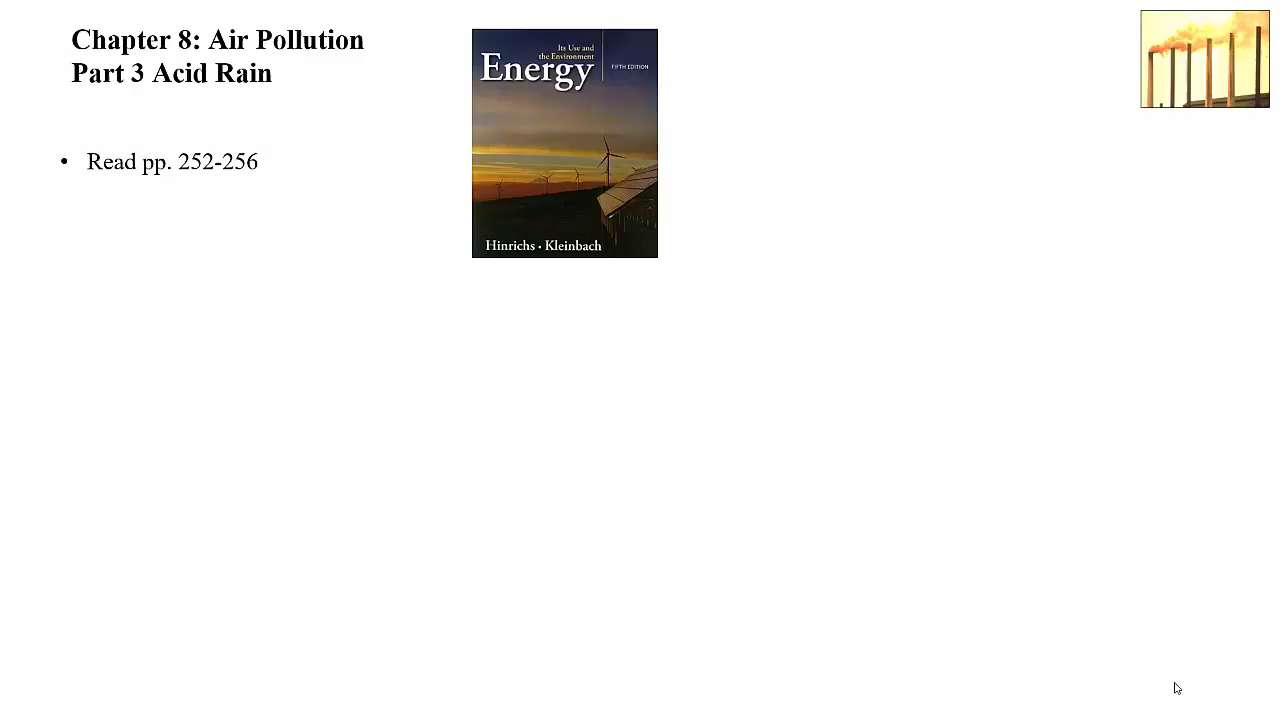 Chapter 8: Air Pollution
Part 3 Acid Rain
• Read pp. 252-256
Its Use and
the Environment
Energy
FIFTH EDITION
Hinrichs • Kleinbach